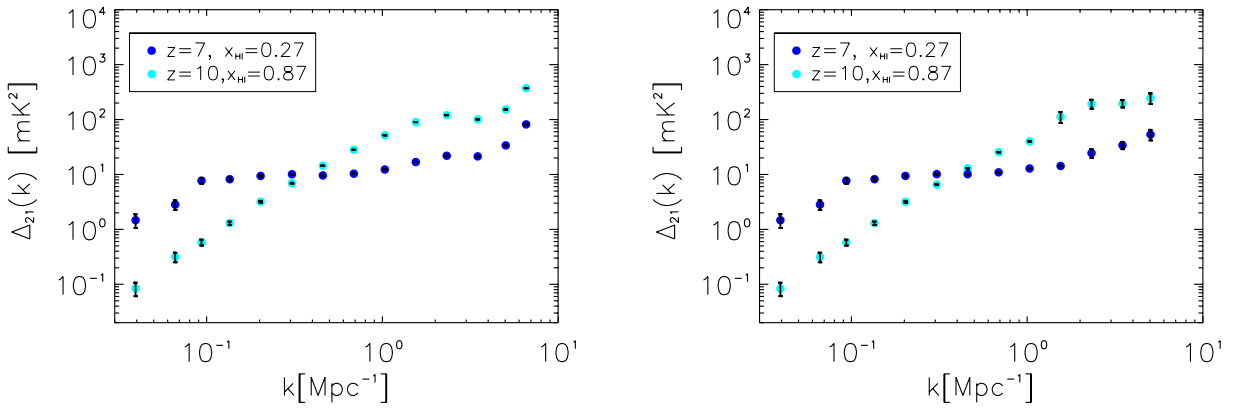 10⁴
10³
10²
10¹
10⁰
10⁻¹
Δ₂₁(k) [mK²]
z=7, x_HI=0.27
z=10,x_HI=0.87
10⁻¹ 10⁰ 10¹
k[Mpc⁻¹]
10⁴
10³
10²
10¹
10⁰
10⁻¹
Δ₂₁(k) [mK²]
z=7, x_HI=0.27
z=10,x_HI=0.87
10⁻¹ 10⁰ 10¹
k[Mpc⁻¹]